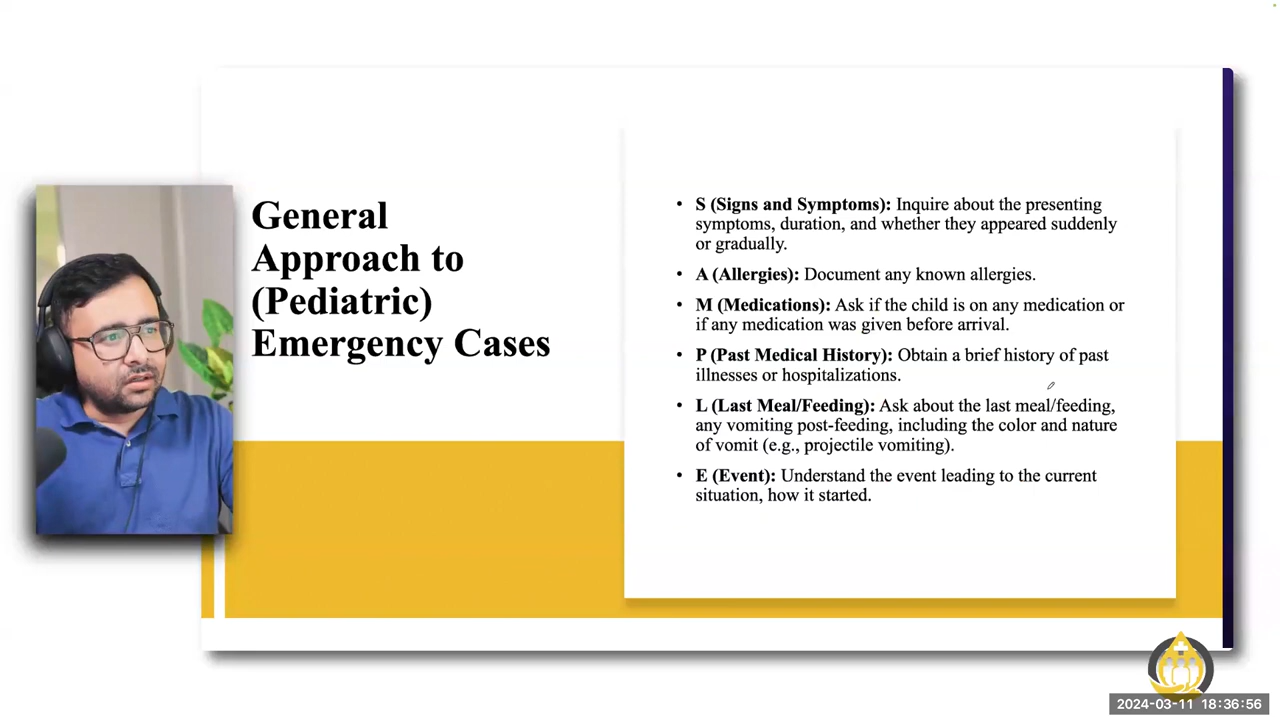 General
Approach to
(Pediatric)
Emergency Cases
• S (Signs and Symptoms): Inquire about the presenting
symptoms, duration, and whether they appeared suddenly
or gradually.
• A (Allergies): Document any known allergies.
• M (Medications): Ask if the child is on any medication or
if any medication was given before arrival.
• P (Past Medical History): Obtain a brief history of past
illnesses or hospitalizations.
• L (Last Meal/Feeding): Ask about the last meal/feeding,
any vomiting post-feeding, including the color and nature
of vomit (e.g., projectile vomiting).
• E (Event): Understand the event leading to the current
situation, how it started.
2024-03-11 18:36:56